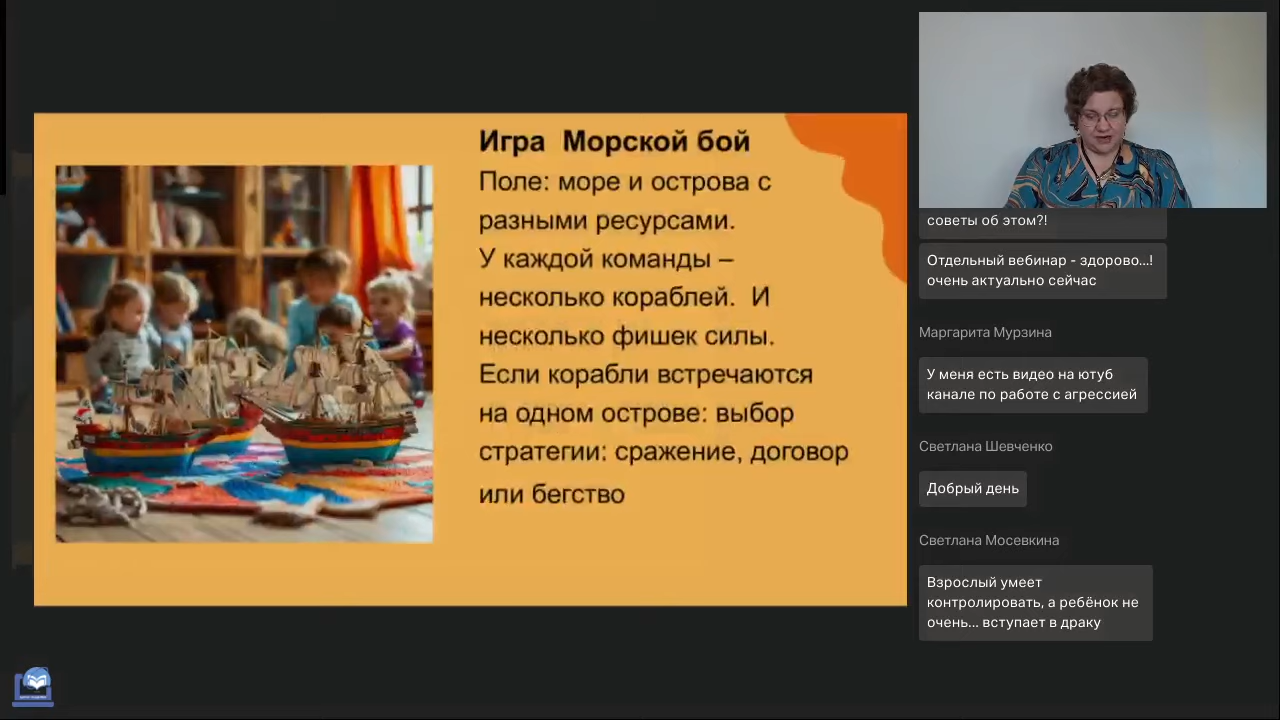 Игра Морской бой
Поле: море и острова с
разными ресурсами.
У каждой команды –
несколько кораблей. И
несколько фишек силы.
Если корабли встречаются
на одном острове: выбор
стратегии: сражение, договор
или бегство
советы об этом?!
Отдельный вебинар - здорово...!
очень актуально сейчас
Маргарита Мурзина
У меня есть видео на ютуб
канале по работе с агрессией
Светлана Шевченко
Добрый день
Светлана Мосевкина
Взрослый умеет
контролировать, а ребёнок не
очень... вступает в драку